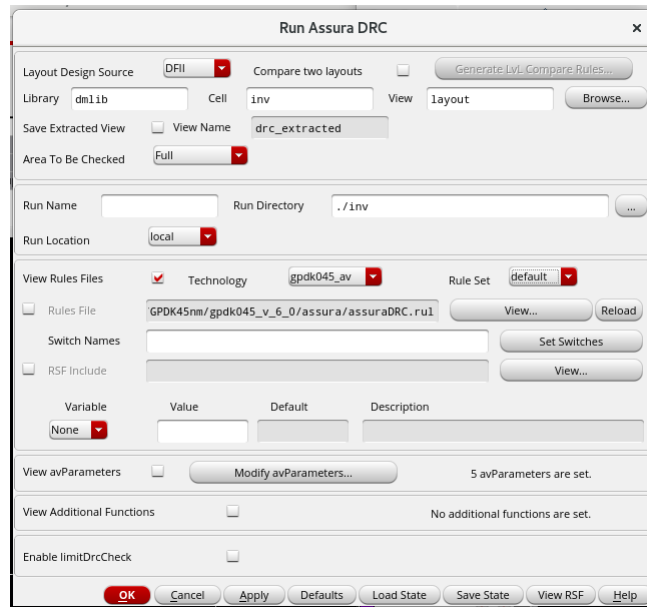 Run Assura DRC
Layout Design Source DFII Compare two layouts Generate LvL Compare Rules...
Library dmlib Cell inv View layout Browse...
Save Extracted View View Name drc_extracted
Area To Be Checked Full
Run Name Run Directory ./inv ...
Run Location local
View Rules Files Technology gpdk045_av Rule Set default
Rules File GPDK45nm/gpdk045_v_6_0/assura/assuraDRC.rul View... Reload
Switch Names Set Switches
RSF Include View...
Variable Value Default Description
None
View avParameters Modify avParameters... 5 avParameters are set.
View Additional Functions No additional functions are set.
Enable limitDrcCheck
OK Cancel Apply Defaults Load State Save State View RSF Help